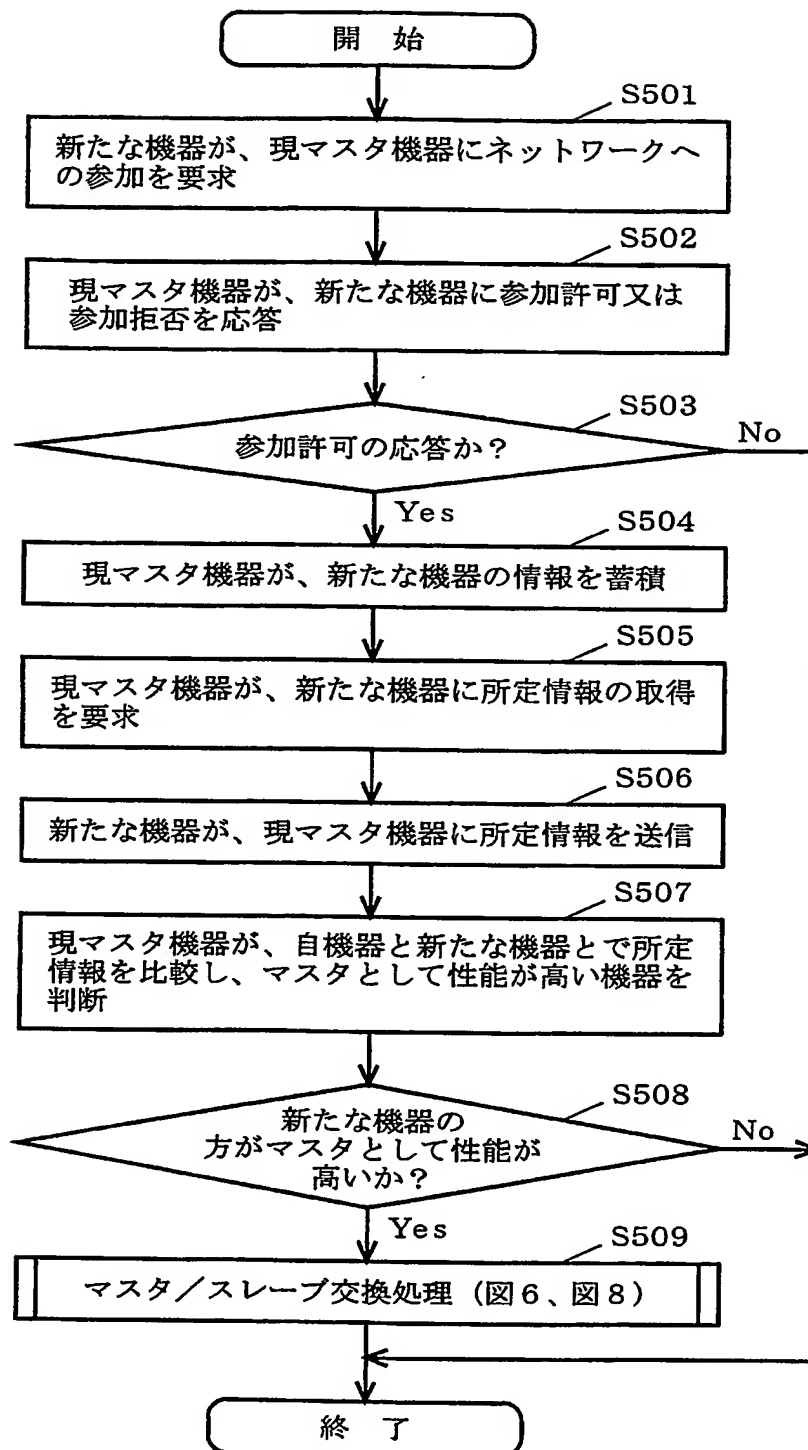 開 始
S501
新たな機器が、現マスタ機器にネットワークへ
の参加を要求
S502
現マスタ機器が、新たな機器に参加許可又は
参加拒否を応答
S503
参加許可の応答か？
No
Yes
S504
現マスタ機器が、新たな機器の情報を蓄積
S505
現マスタ機器が、新たな機器に所定情報の取得
を要求
S506
新たな機器が、現マスタ機器に所定情報を送信
S507
現マスタ機器が、自機器と新たな機器とで所定
情報を比較し、マスタとして性能が高い機器を
判断
S508
新たな機器の
方がマスタとして性能が
高いか？
No
Yes
S509
マスタ／スレーブ交換処理（図６、図８）
終 了